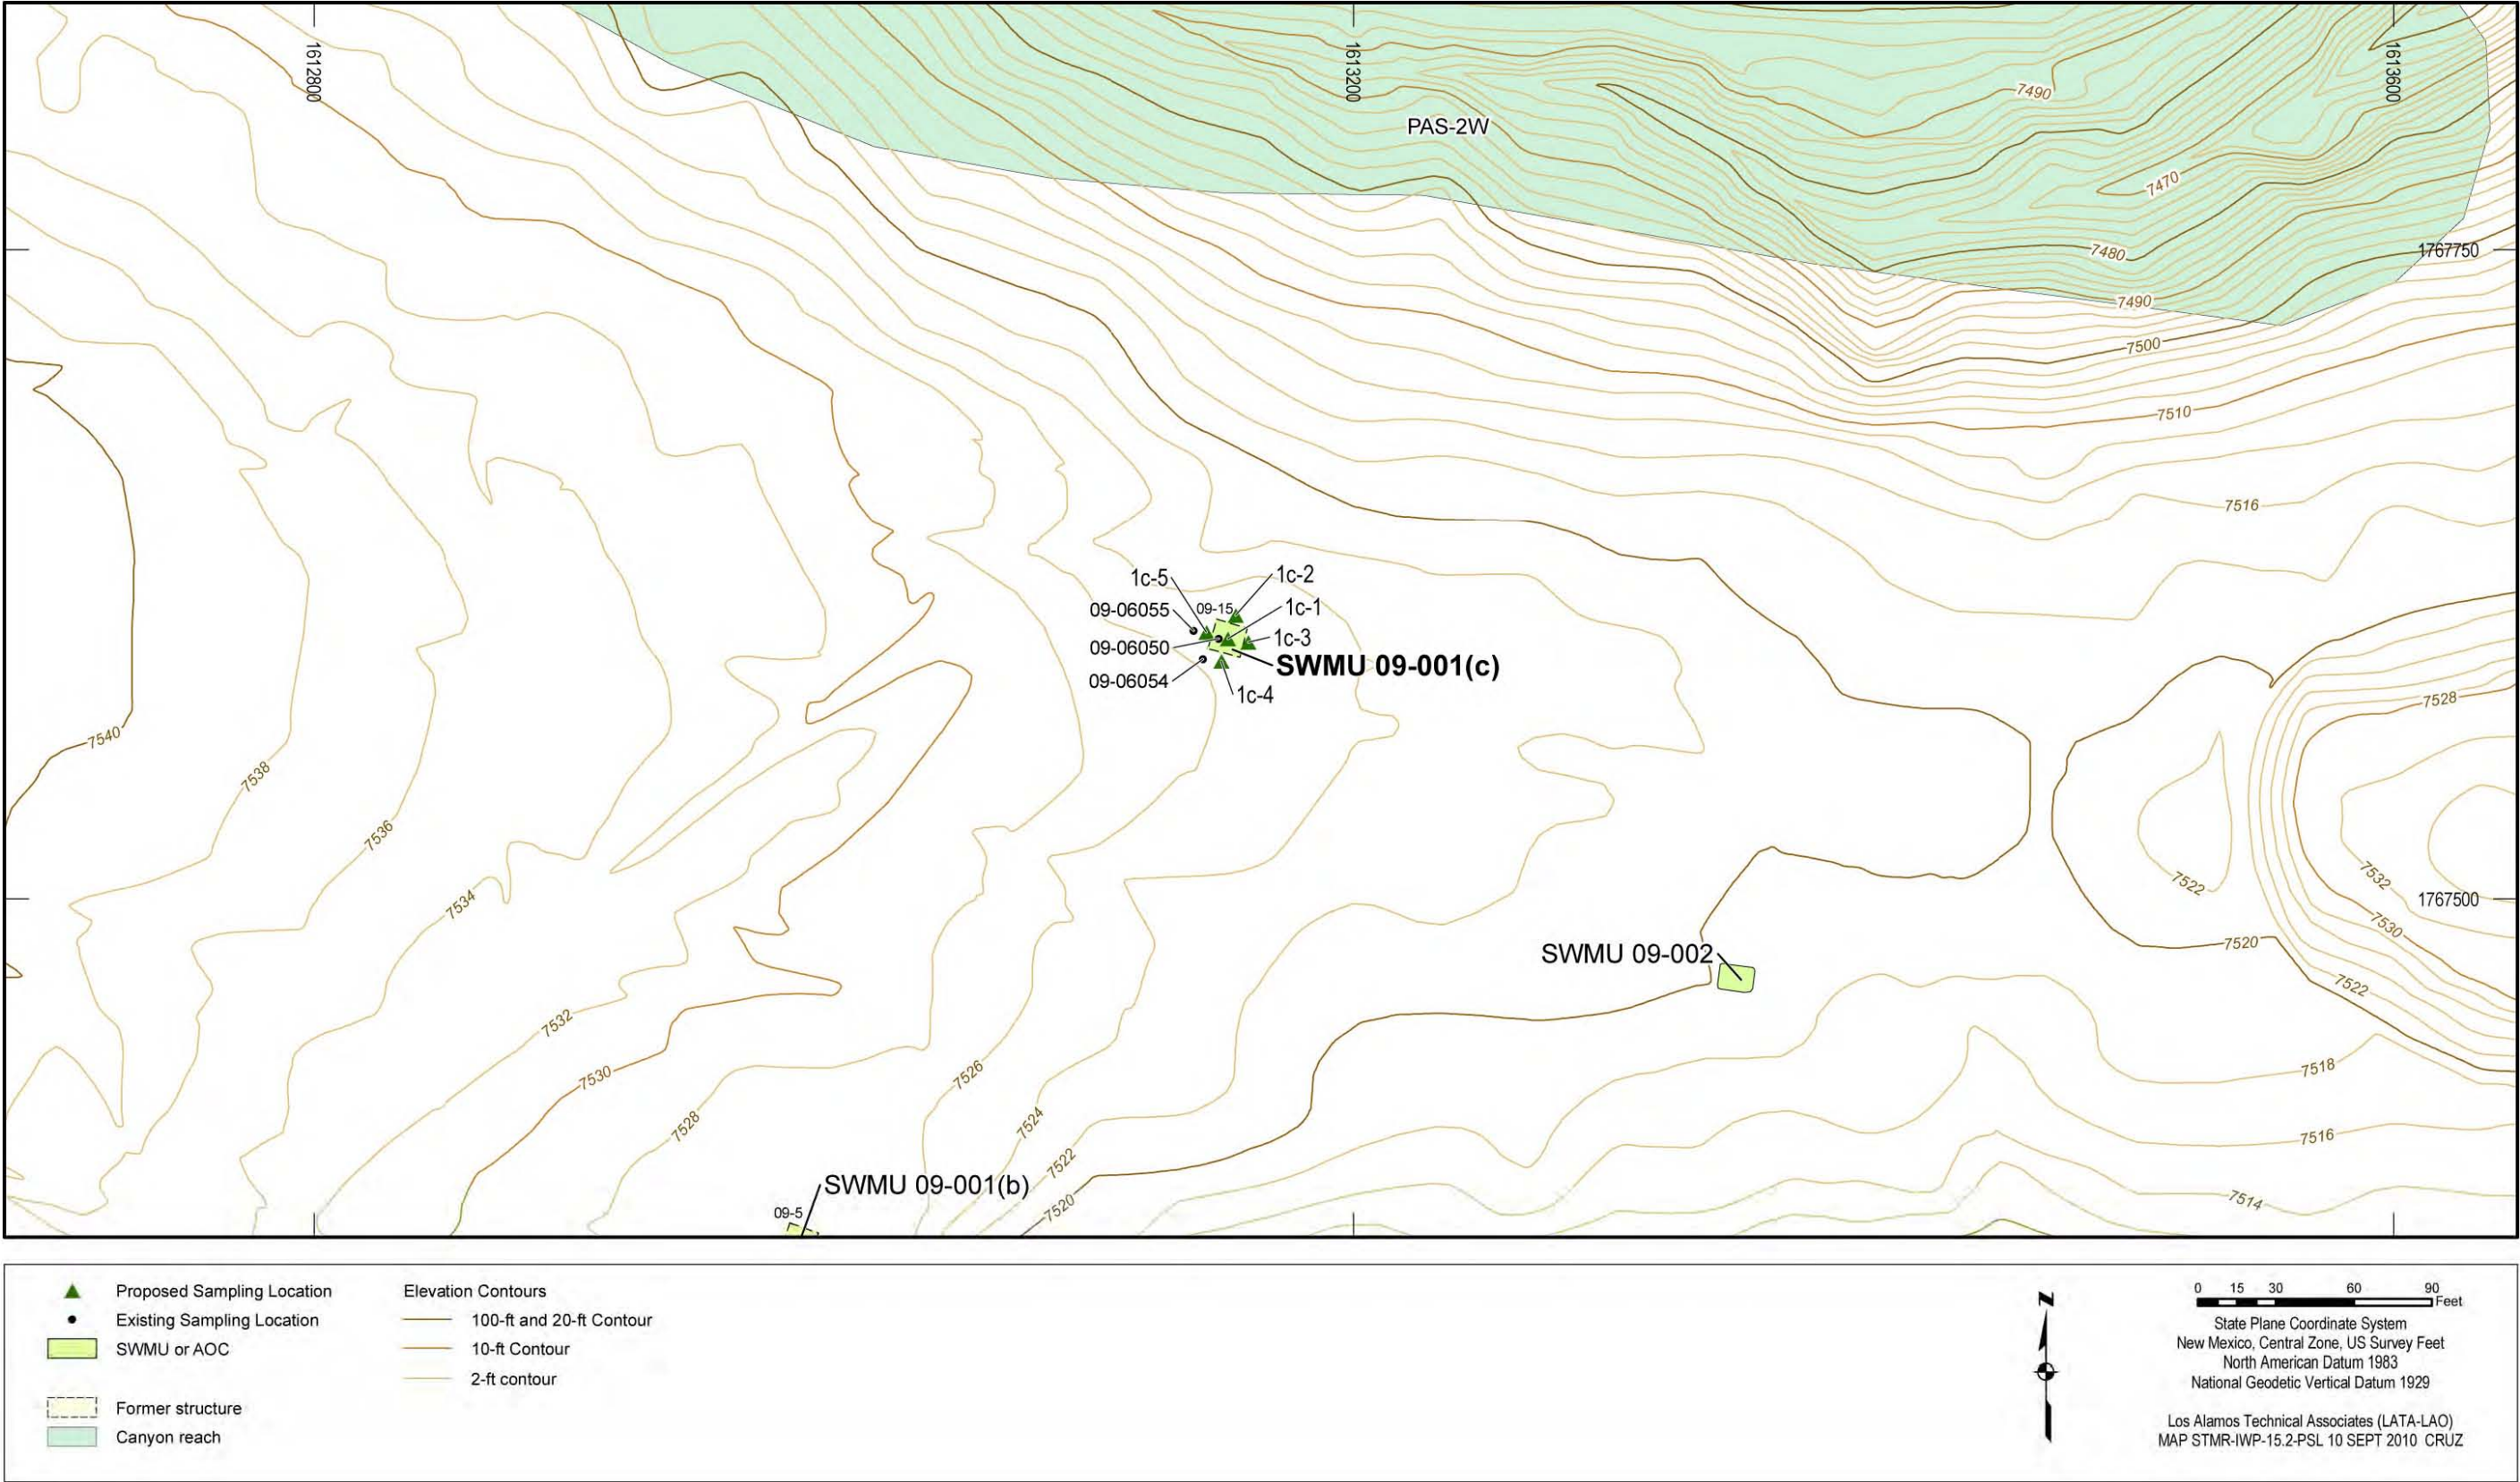 1612800
1613200
1613600
7490
PAS-2W
7470
7480
1767750
7490
7500
7510
7516
1c-5
1c-2
09-06055
09-15
1c-1
09-06050
1c-3
SWMU 09-001(c)
09-06054
1c-4
7528
7540
7538
7536
7534
7522
7532
1767500
7530
7520
SWMU 09-002
7522
7532
7530
7526
7528
7524
7522
7520
7518
7516
7514
SWMU 09-001(b)
09-5
Proposed Sampling Location
Existing Sampling Location
SWMU or AOC
Former structure
Canyon reach
Elevation Contours
100-ft and 20-ft Contour
10-ft Contour
2-ft contour
N
0 15 30 60 90
Feet
State Plane Coordinate System
New Mexico, Central Zone, US Survey Feet
North American Datum 1983
National Geodetic Vertical Datum 1929
Los Alamos Technical Associates (LATA-LAO)
MAP STMR-IWP-15.2-PSL 10 SEPT 2010 CRUZ